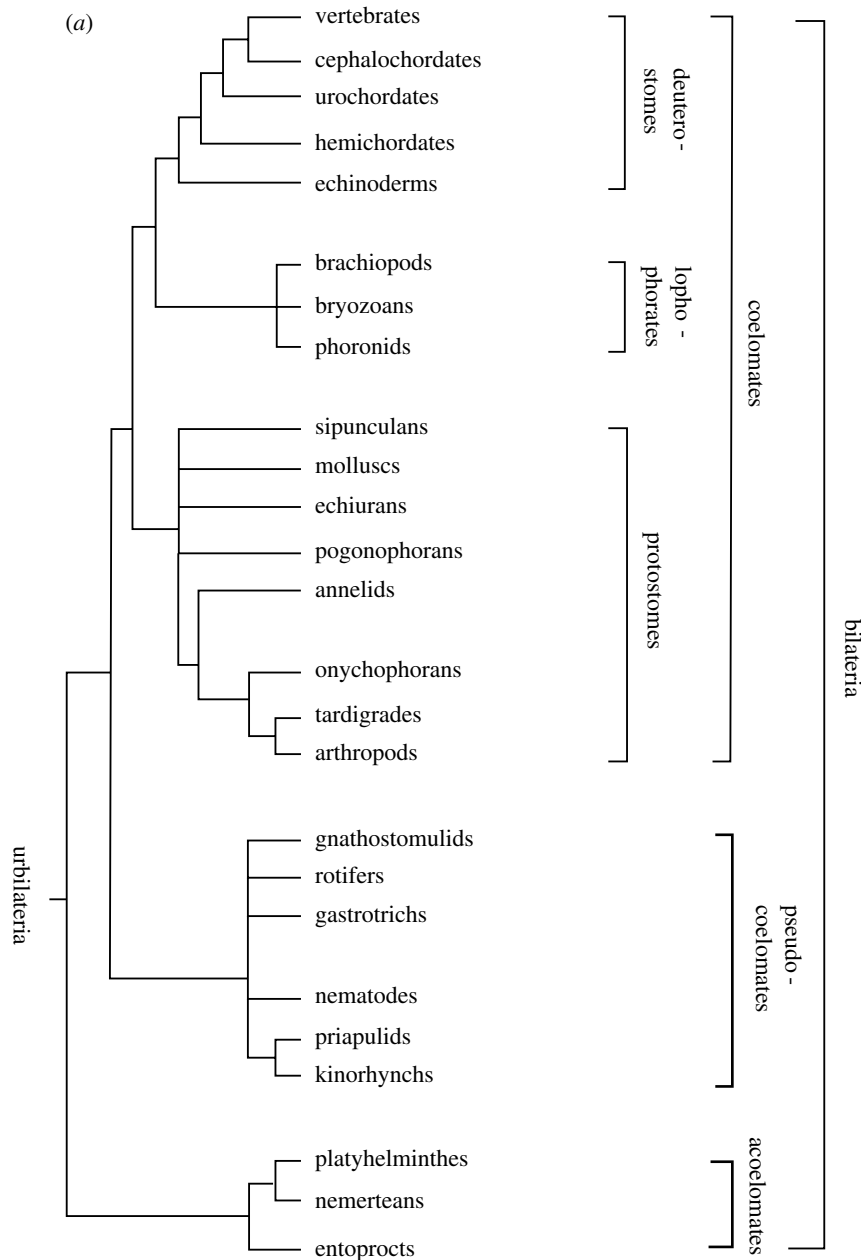 (a)
vertebrates
cephalochordates
urochordates
hemichordates
echinoderms
brachiopods
bryozoans
phoronids
sipunculans
molluscs
echiurans
pogonophorans
annelids
onychophorans
tardigrades
arthropods
gnathostomulids
rotifers
gastrotrichs
nematodes
priapulids
kinorhynchs
platyhelminthes
nemerteans
entoprocts
deutero-
stomes
lopho-
phorates
protostomes
coelomates
pseudo-
coelomates
acoelomates
bilateria
urbilateria